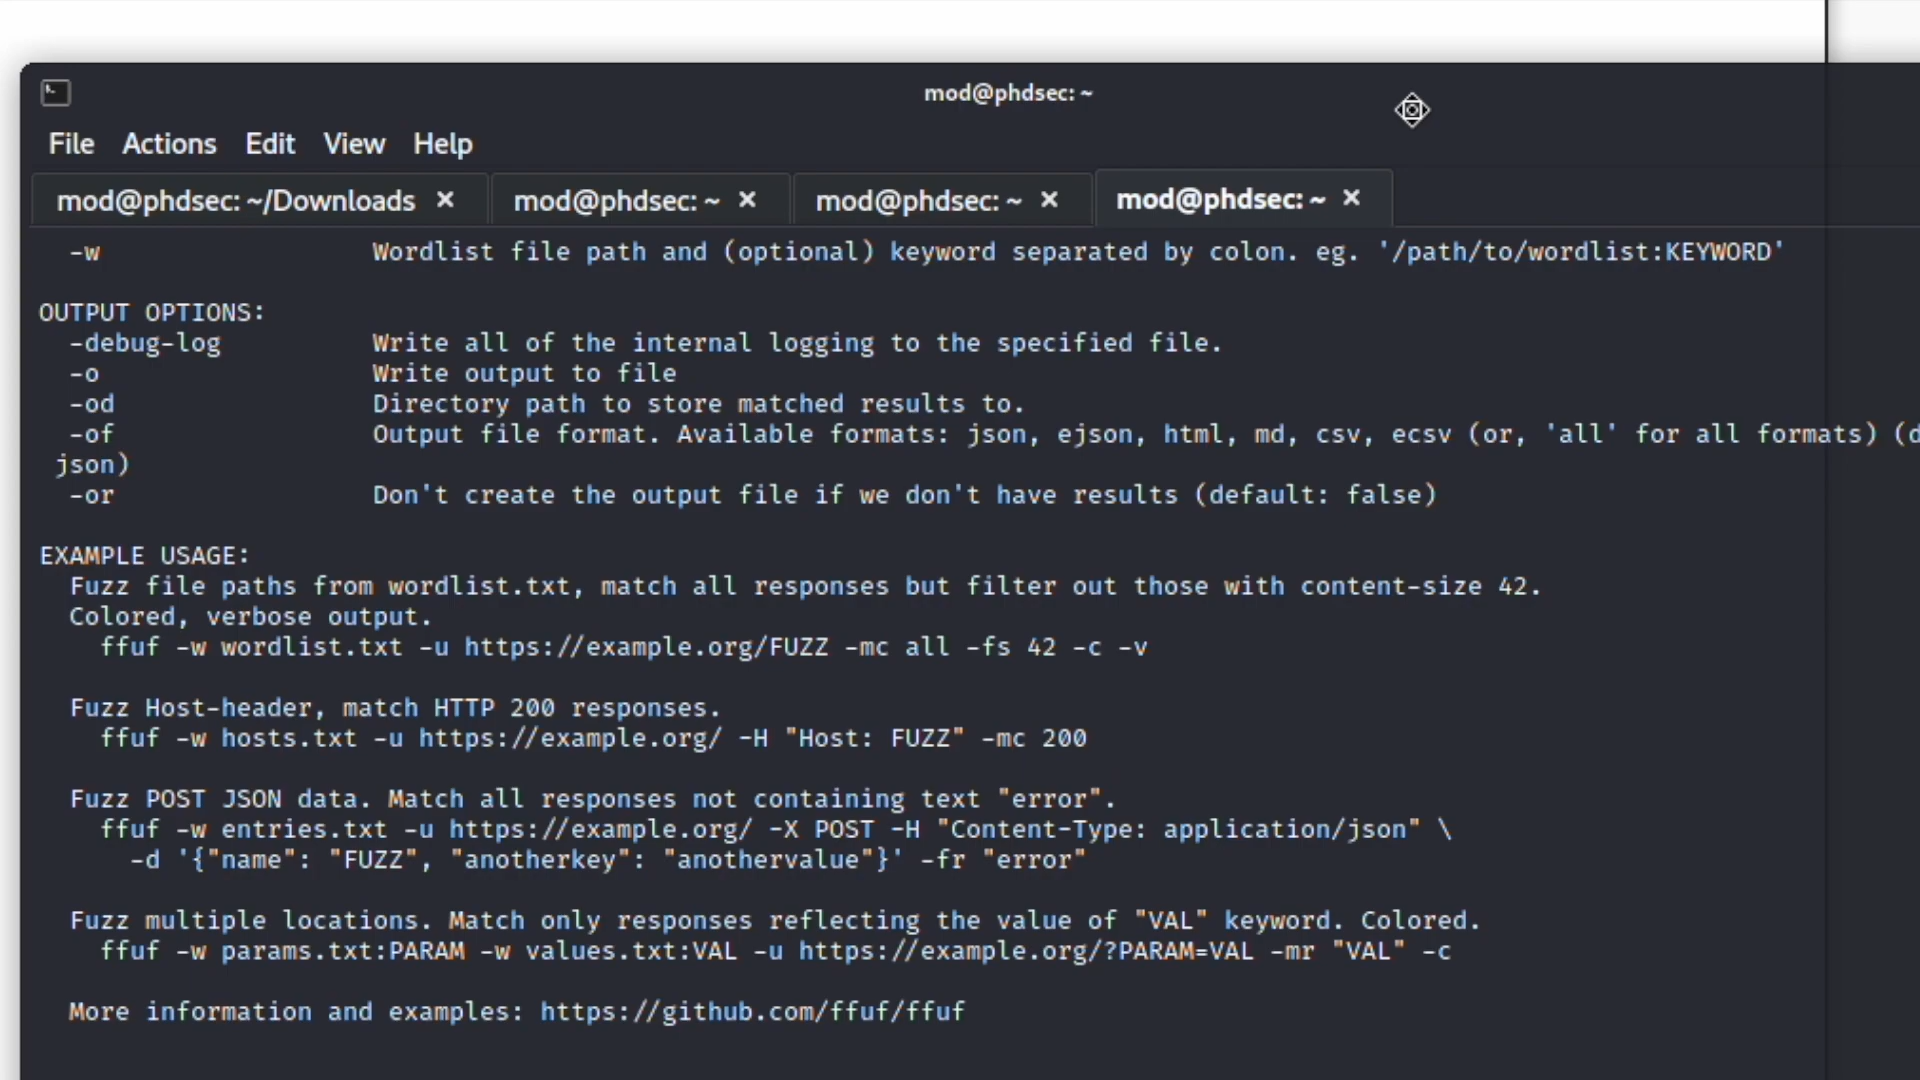 mod@phdsec: ~
File Actions Edit View Help
mod@phdsec: ~/Downloads × mod@phdsec: ~ × mod@phdsec: ~ × mod@phdsec: ~ ×
-w Wordlist file path and (optional) keyword separated by colon. eg. '/path/to/wordlist:KEYWORD'
OUTPUT OPTIONS:
-debug-log Write all of the internal logging to the specified file.
-o Write output to file
-od Directory path to store matched results to.
-of Output file format. Available formats: json, ejson, html, md, csv, ecsv (or, 'all' for all formats) (d
json)
-or Don't create the output file if we don't have results (default: false)
EXAMPLE USAGE:
Fuzz file paths from wordlist.txt, match all responses but filter out those with content-size 42.
Colored, verbose output.
ffuf -w wordlist.txt -u https://example.org/FUZZ -mc all -fs 42 -c -v
Fuzz Host-header, match HTTP 200 responses.
ffuf -w hosts.txt -u https://example.org/ -H "Host: FUZZ" -mc 200
Fuzz POST JSON data. Match all responses not containing text "error".
ffuf -w entries.txt -u https://example.org/ -X POST -H "Content-Type: application/json" \
-d '{"name": "FUZZ", "anotherkey": "anothervalue"}' -fr "error"
Fuzz multiple locations. Match only responses reflecting the value of "VAL" keyword. Colored.
ffuf -w params.txt:PARAM -w values.txt:VAL -u https://example.org/?PARAM=VAL -mr "VAL" -c
More information and examples: https://github.com/ffuf/ffuf